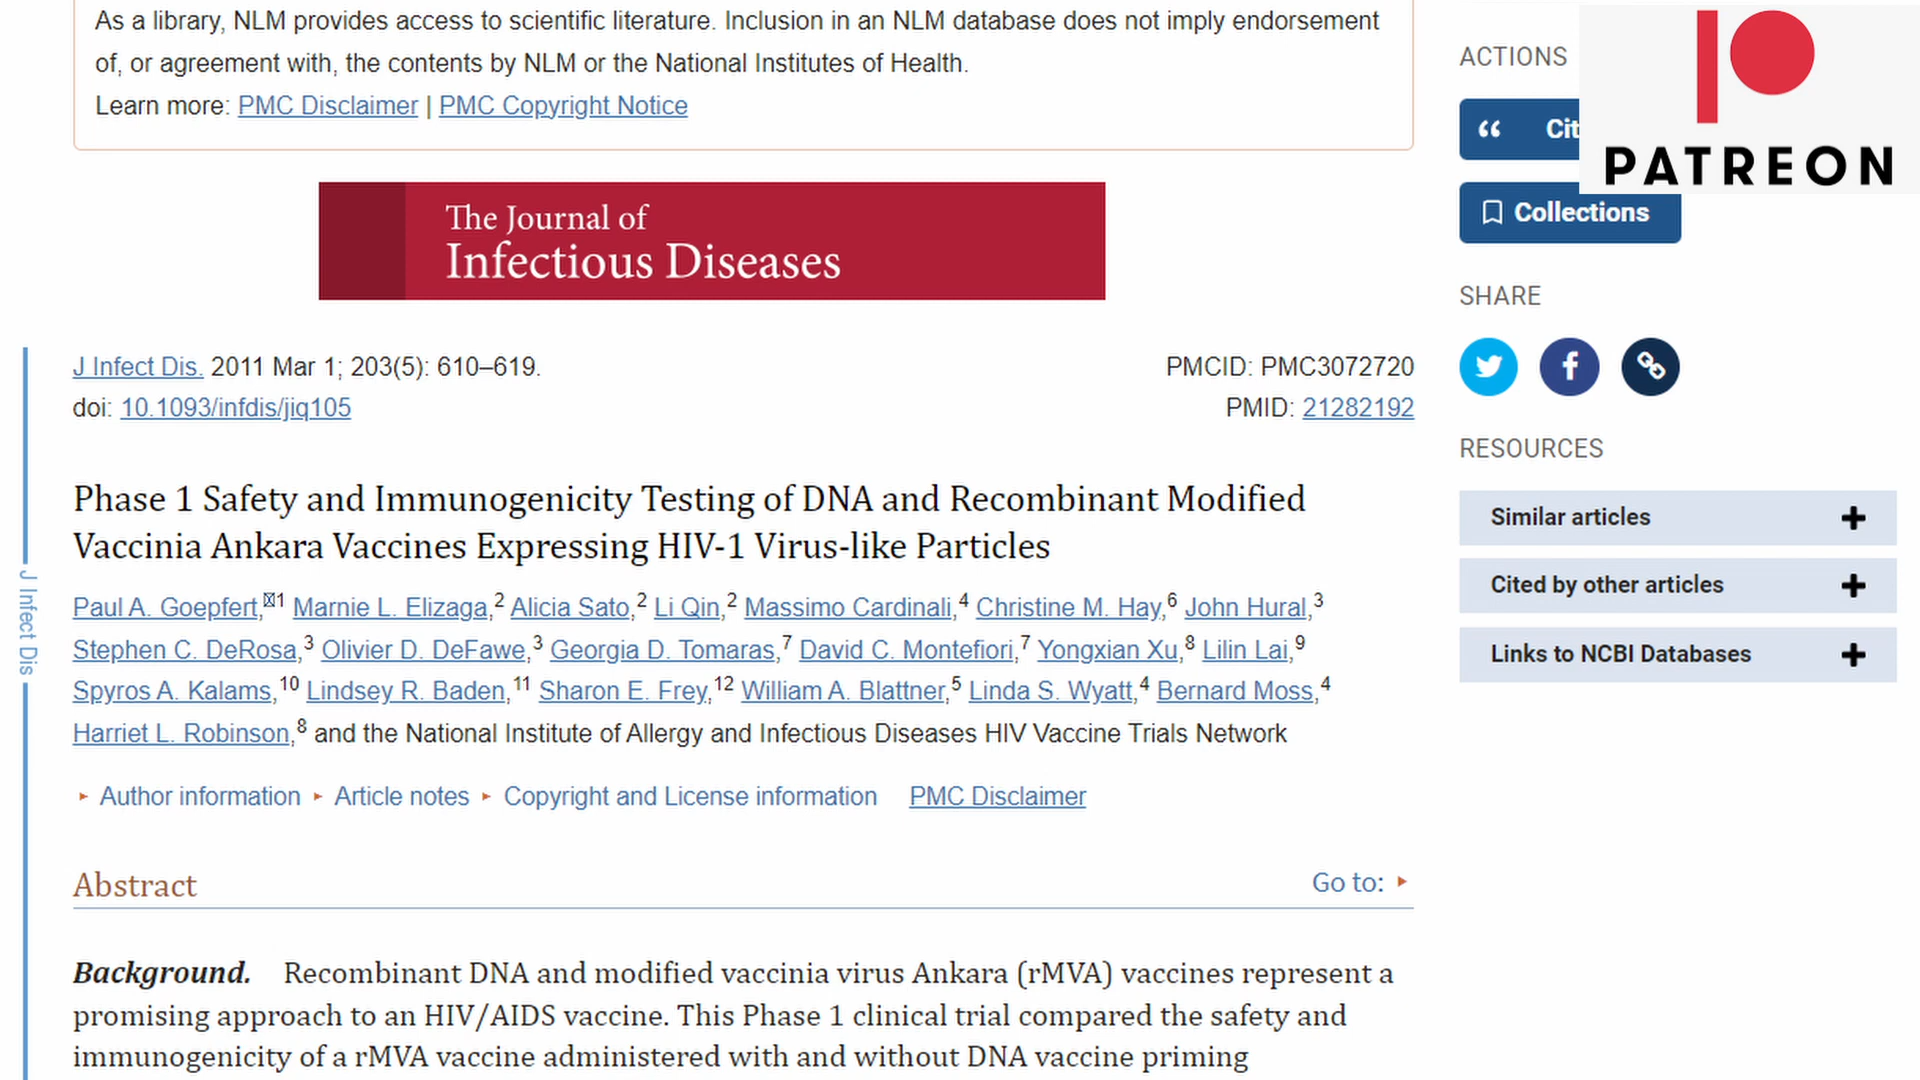 As a library, NLM provides access to scientific literature. Inclusion in an NLM database does not imply endorsement
of, or agreement with, the contents by NLM or the National Institutes of Health.
Learn more: PMC Disclaimer | PMC Copyright Notice
The Journal of
Infectious Diseases
J Infect Dis. 2011 Mar 1; 203(5): 610–619.
PMCID: PMC3072720
doi: 10.1093/infdis/jiq105
PMID: 21282192
Phase 1 Safety and Immunogenicity Testing of DNA and Recombinant Modified
Vaccinia Ankara Vaccines Expressing HIV-1 Virus-like Particles
Paul A. Goepfert,1 Marnie L. Elizaga,2 Alicia Sato,2 Li Qin,2 Massimo Cardinali,4 Christine M. Hay,6 John Hural,3
Stephen C. DeRosa,3 Olivier D. DeFawe,3 Georgia D. Tomaras,7 David C. Montefiori,7 Yongxian Xu,8 Lilin Lai,9
Spyros A. Kalams,10 Lindsey R. Baden,11 Sharon E. Frey,12 William A. Blattner,5 Linda S. Wyatt,4 Bernard Moss,4
Harriet L. Robinson,8 and the National Institute of Allergy and Infectious Diseases HIV Vaccine Trials Network
Author information Article notes Copyright and License information PMC Disclaimer
Abstract
Go to:
Background. Recombinant DNA and modified vaccinia virus Ankara (rMVA) vaccines represent a
promising approach to an HIV/AIDS vaccine. This Phase 1 clinical trial compared the safety and
immunogenicity of a rMVA vaccine administered with and without DNA vaccine priming
J Infect Dis
ACTIONS
Cit
Collections
SHARE
RESOURCES
Similar articles
Cited by other articles
Links to NCBI Databases
PATREON